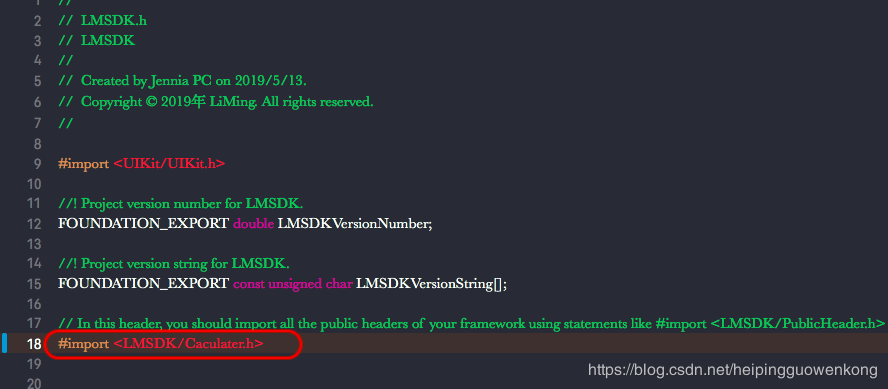 1 //
2 // LMSDK.h
3 // LMSDK
4 //
5 // Created by Jennia PC on 2019/5/13.
6 // Copyright © 2019年 LiMing. All rights reserved.
7 //
8
9 #import <UIKit/UIKit.h>
10
11 //! Project version number for LMSDK.
12 FOUNDATION_EXPORT double LMSDKVersionNumber;
13
14 //! Project version string for LMSDK.
15 FOUNDATION_EXPORT const unsigned char LMSDKVersionString[];
16
17 // In this header, you should import all the public headers of your framework using statements like #import <LMSDK/PublicHeader.h>
18 #import <LMSDK/Caculater.h>
19
20
https://blog.csdn.net/heipingguowenkong